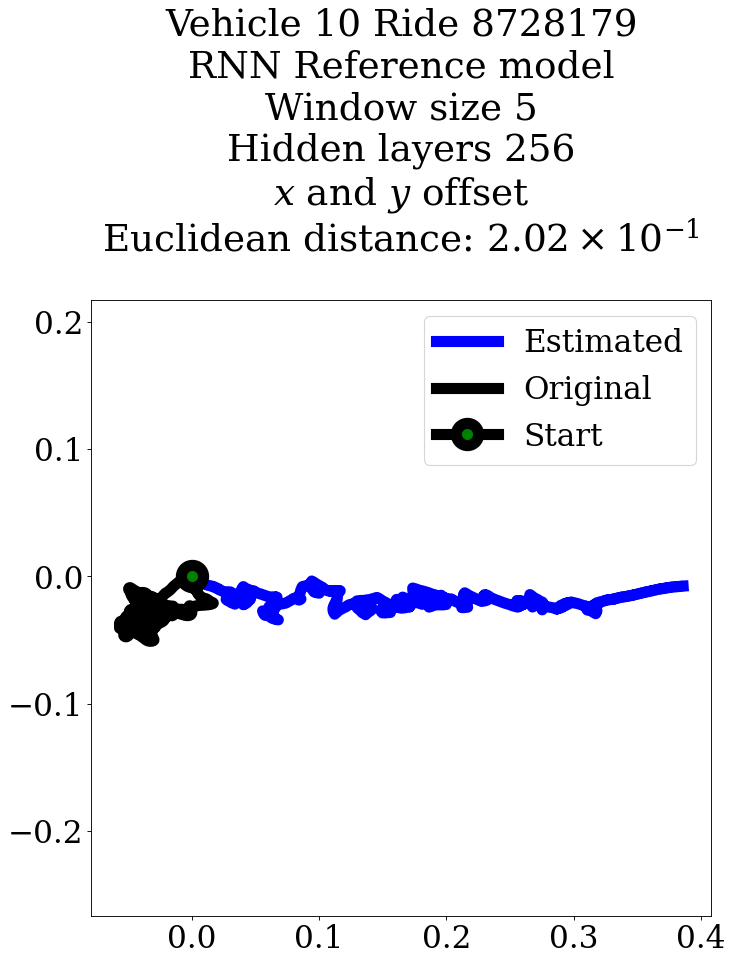 Vehicle 10 Ride 8728179
RNN Reference model
Window size 5
Hidden layers 256
x and y offset
Euclidean distance: 2.02 × 10⁻¹
Estimated
Original
Start
0.2
0.1
0.0
−0.1
−0.2
0.0 0.1 0.2 0.3 0.4